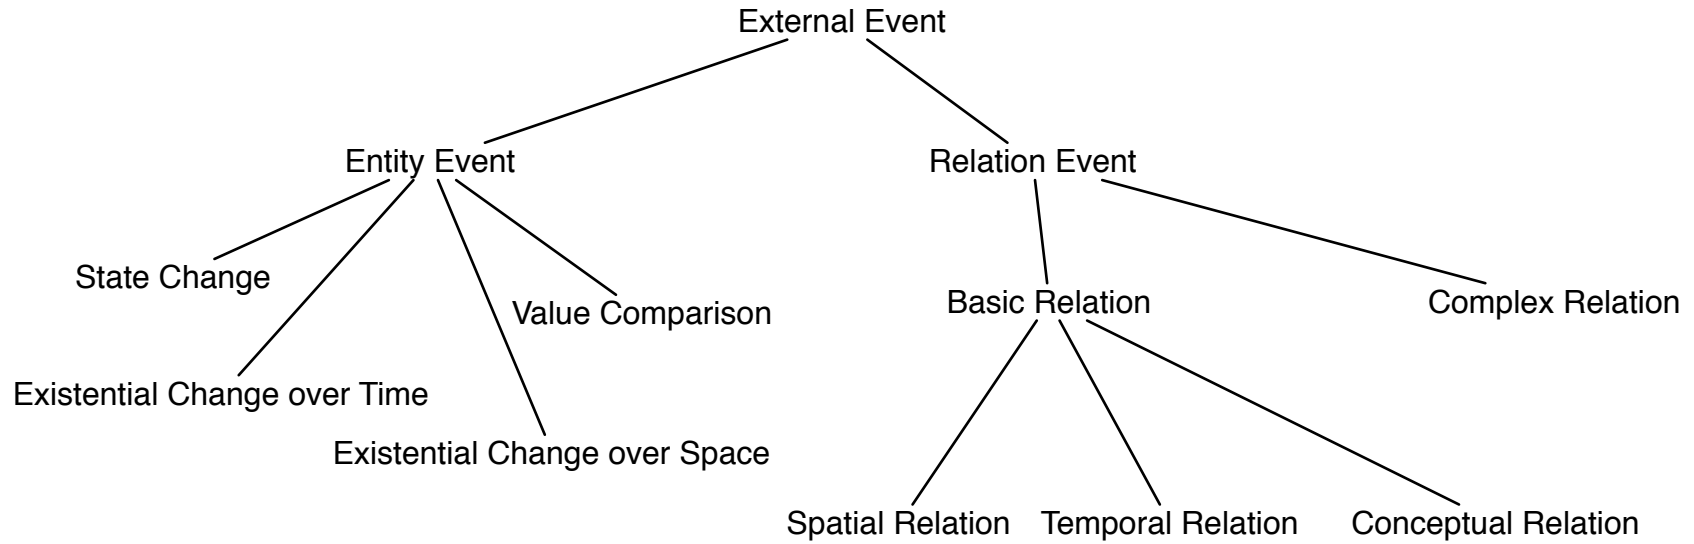 External Event
Entity Event
Relation Event
State Change
Value Comparison
Basic Relation
Complex Relation
Existential Change over Time
Existential Change over Space
Spatial Relation
Temporal Relation
Conceptual Relation